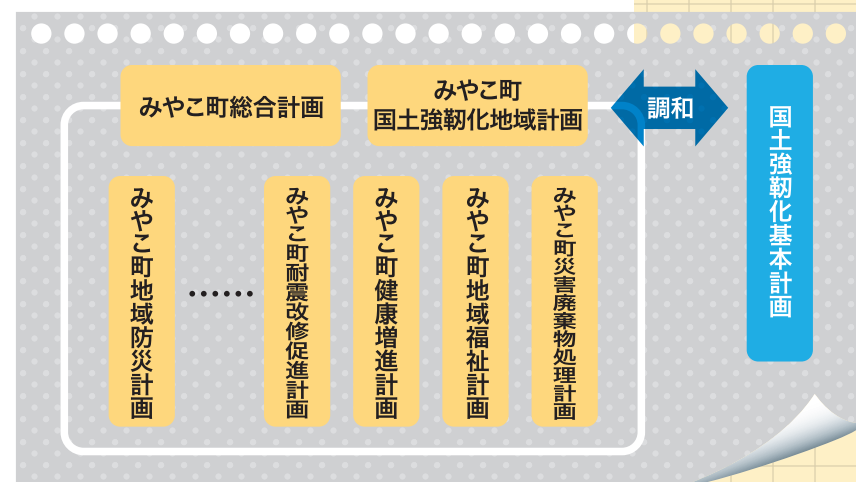 みやこ町総合計画
みやこ町
国土強靭化地域計画
調和
国土強靭化基本計画
みやこ町地域防災計画
……
みやこ町耐震改修促進計画
みやこ町健康増進計画
みやこ町地域福祉計画
みやこ町災害廃棄物処理計画